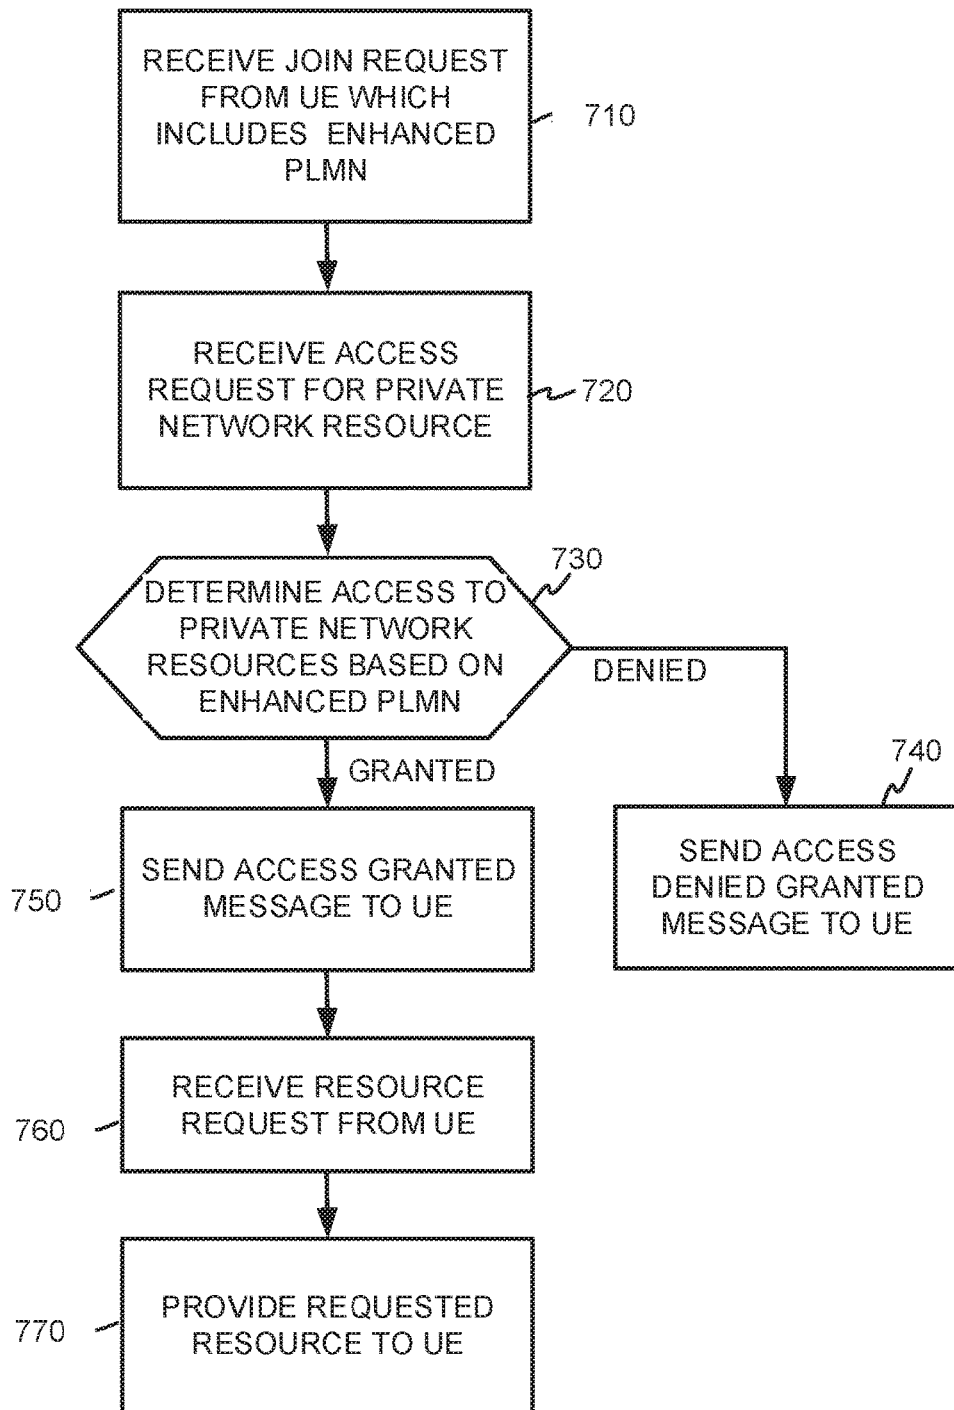 RECEIVE JOIN REQUEST
FROM UE WHICH
INCLUDES ENHANCED
PLMN
710
RECEIVE ACCESS
REQUEST FOR PRIVATE
NETWORK RESOURCE
720
730
DETERMINE ACCESS TO
PRIVATE NETWORK
RESOURCES BASED ON
ENHANCED PLMN
DENIED
GRANTED
740
SEND ACCESS
DENIED GRANTED
MESSAGE TO UE
750
SEND ACCESS GRANTED
MESSAGE TO UE
760
RECEIVE RESOURCE
REQUEST FROM UE
770
PROVIDE REQUESTED
RESOURCE TO UE